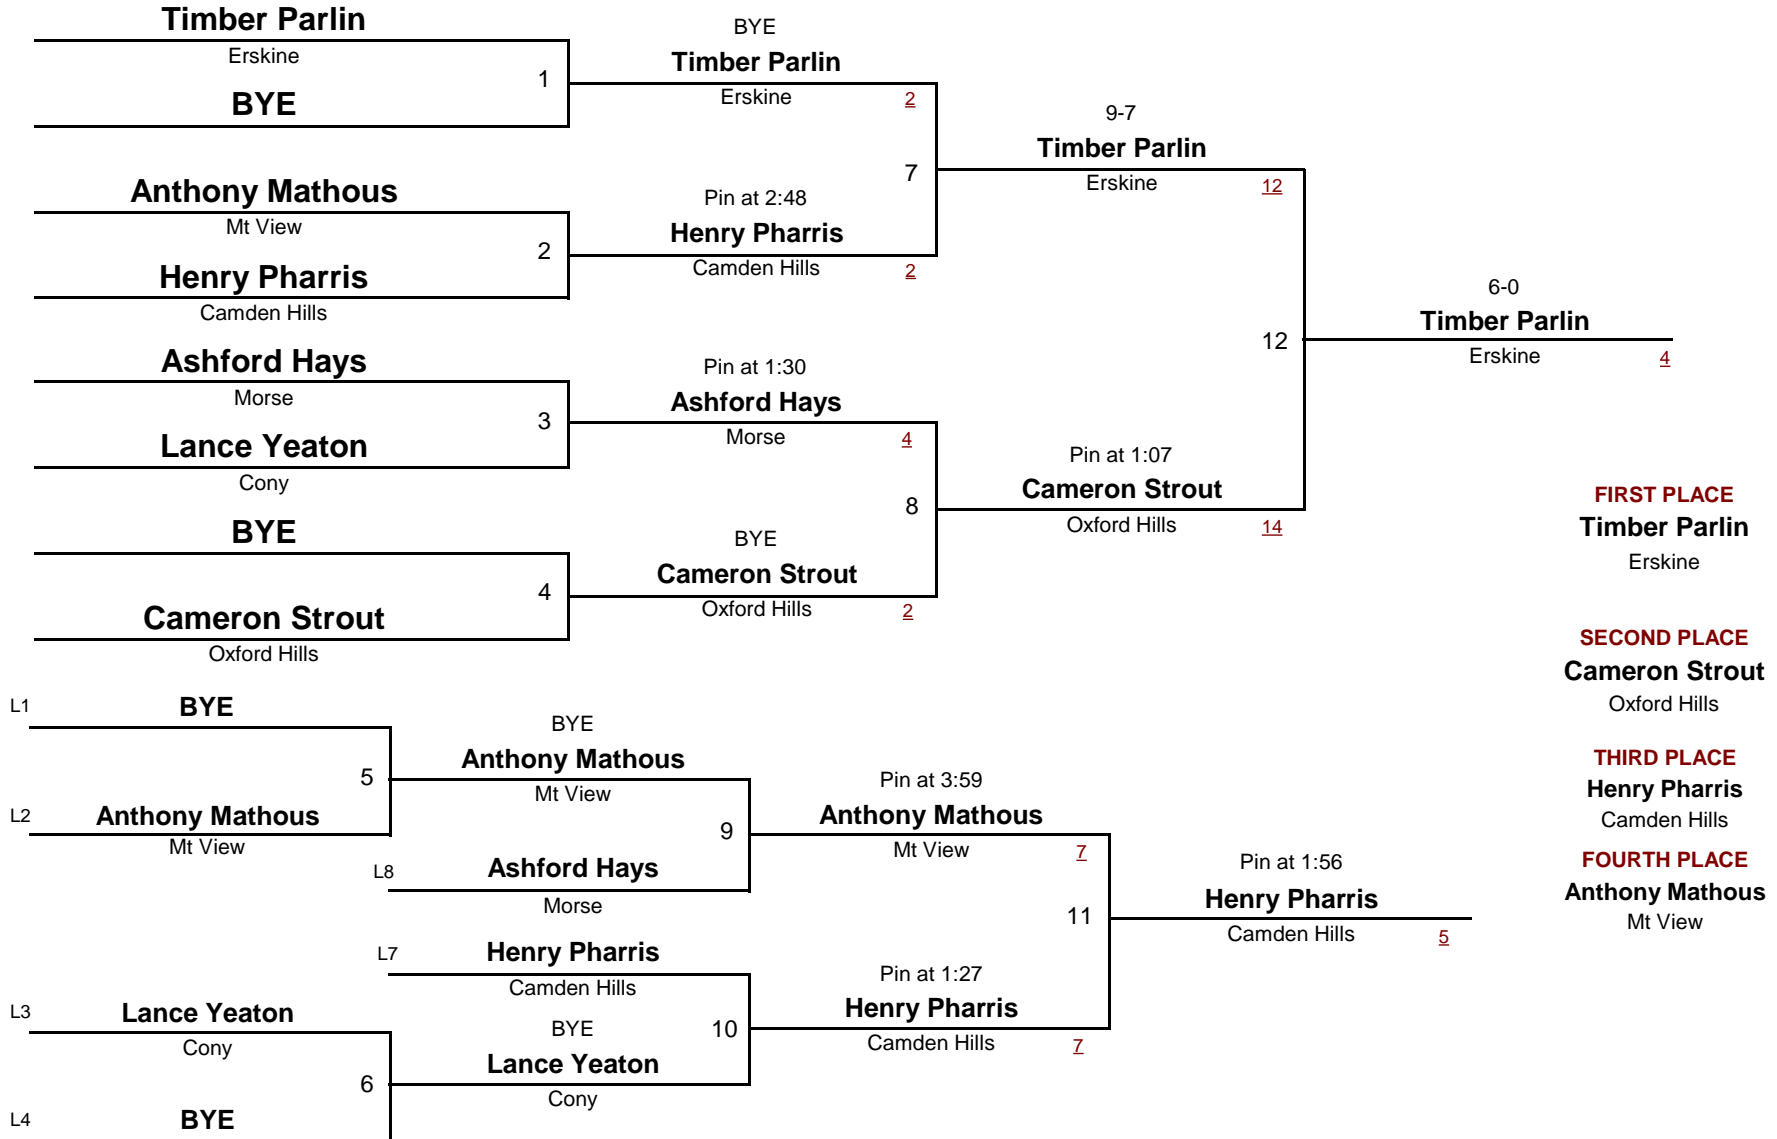 Timber Parlin
Erskine
1
BYE
Anthony Mathous
Mt View
2
Henry Pharris
Camden Hills
Ashford Hays
Morse
3
Lance Yeaton
Cony
BYE
4
Cameron Strout
Oxford Hills
BYE
Timber Parlin
Erskine
2
7
Pin at 2:48
Henry Pharris
Camden Hills
2
Pin at 1:30
Ashford Hays
Morse
4
8
BYE
Cameron Strout
Oxford Hills
2
9-7
Timber Parlin
Erskine
12
12
Pin at 1:07
Cameron Strout
Oxford Hills
14
6-0
Timber Parlin
Erskine
4
FIRST PLACE
Timber Parlin
Erskine
SECOND PLACE
Cameron Strout
Oxford Hills
THIRD PLACE
Henry Pharris
Camden Hills
FOURTH PLACE
Anthony Mathous
Mt View
L1
BYE
5
L2
Anthony Mathous
Mt View
BYE
Anthony Mathous
Mt View
9
L8
Ashford Hays
Morse
L7
Henry Pharris
Camden Hills
10
L3
Lance Yeaton
Cony
6
L4
BYE
BYE
Lance Yeaton
Cony
Pin at 3:59
Anthony Mathous
Mt View
7
11
Pin at 1:27
Henry Pharris
Camden Hills
7
Pin at 1:56
Henry Pharris
Camden Hills
5